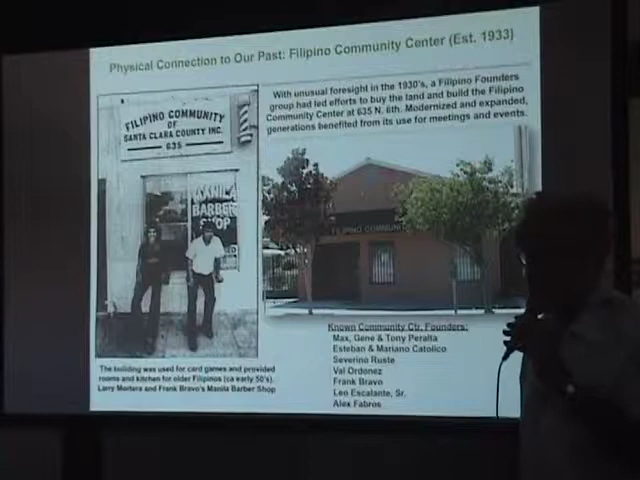 Physical Connection to Our Past: Filipino Community Center (Est. 1933)
With unusual foresight in the 1930's, a Filipino Founders
group had led efforts to buy the land and build the Filipino
Community Center at 635 N. 6th. Modernized and expanded,
generations benefited from its use for meetings and events.
FILIPINO COMMUNITY
OF
SANTA CLARA COUNTY INC.
635
MANILA
BARBER
SHOP
FILIPINO COMMUNITY
The building was used for card games and provided
rooms and kitchen for older Filipinos (ca early 50's).
Larry Montera and Frank Bravo's Manila Barber Shop
Known Community Ctr. Founders:
Max, Gene & Tony Peralta
Esteban & Mariano Catolico
Severino Ruste
Val Ordonez
Frank Bravo
Leo Escalante, Sr.
Alex Fabros